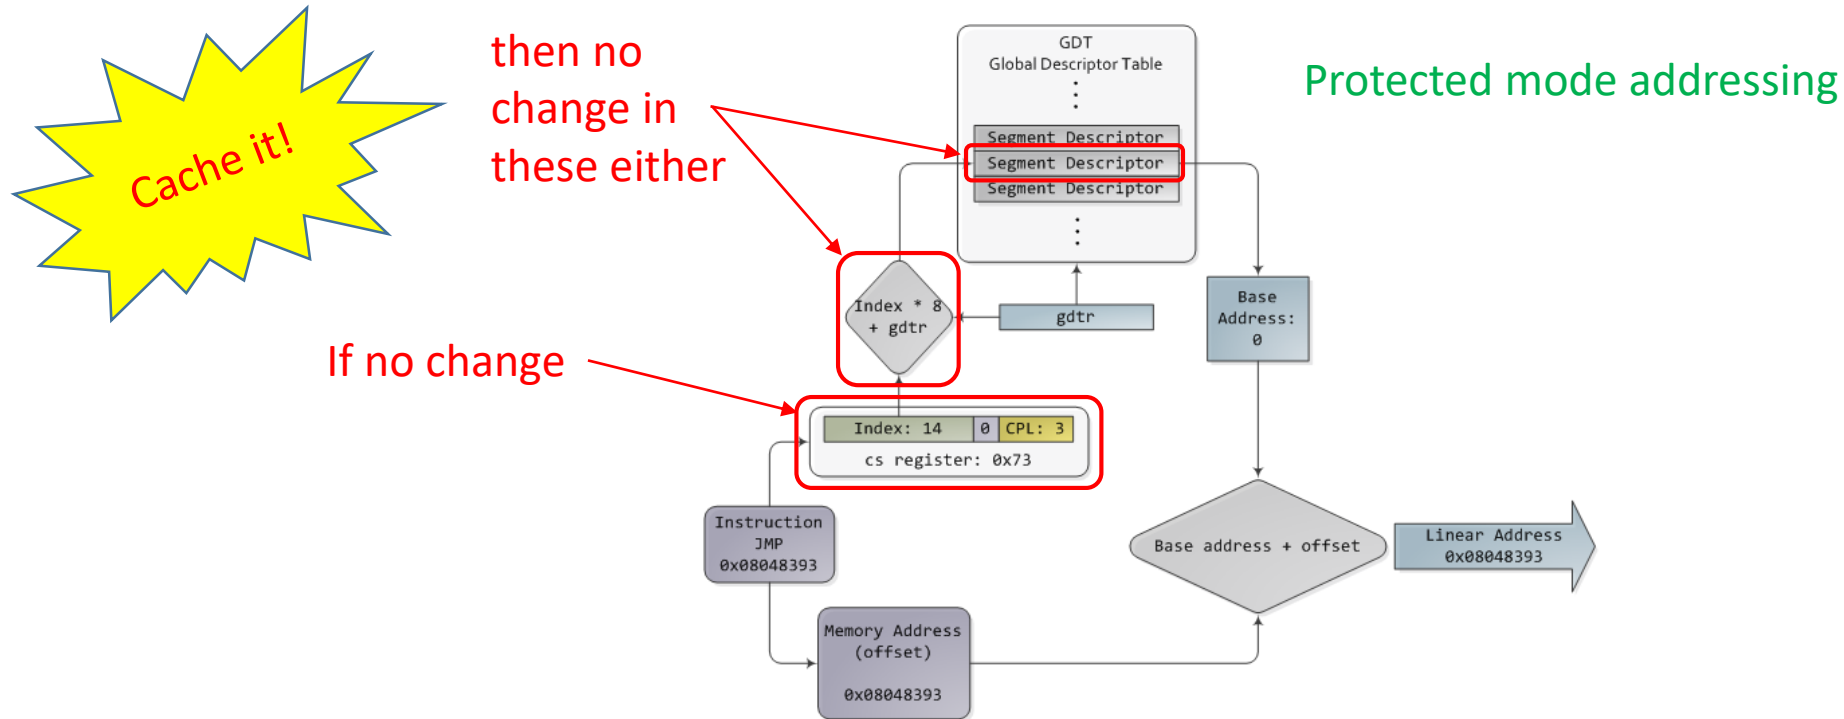 Cache it!
then no
change in
these either
If no change
GDT
Global Descriptor Table
Segment Descriptor
Segment Descriptor
Segment Descriptor
Protected mode addressing
Index * 8
+ gdtr
gdtr
Base
Address:
0
Index: 14 0 CPL: 3
cs register: 0x73
Instruction
JMP
0x08048393
Memory Address
(offset)
0x08048393
Base address + offset
Linear Address
0x08048393